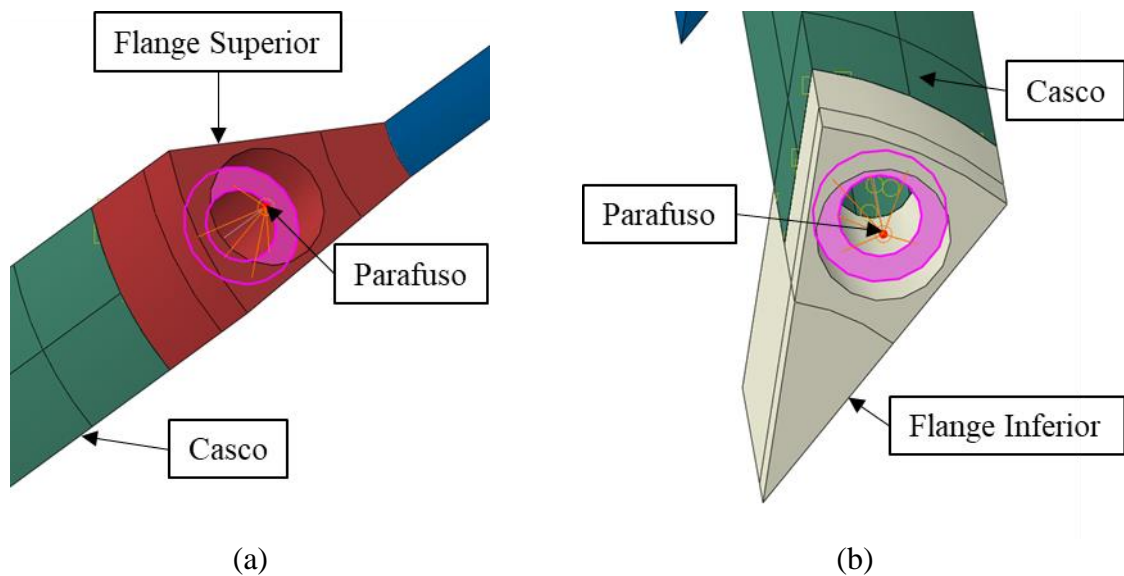 Flange Superior
Parafuso
Casco
(a)
Casco
Parafuso
Flange Inferior
(b)